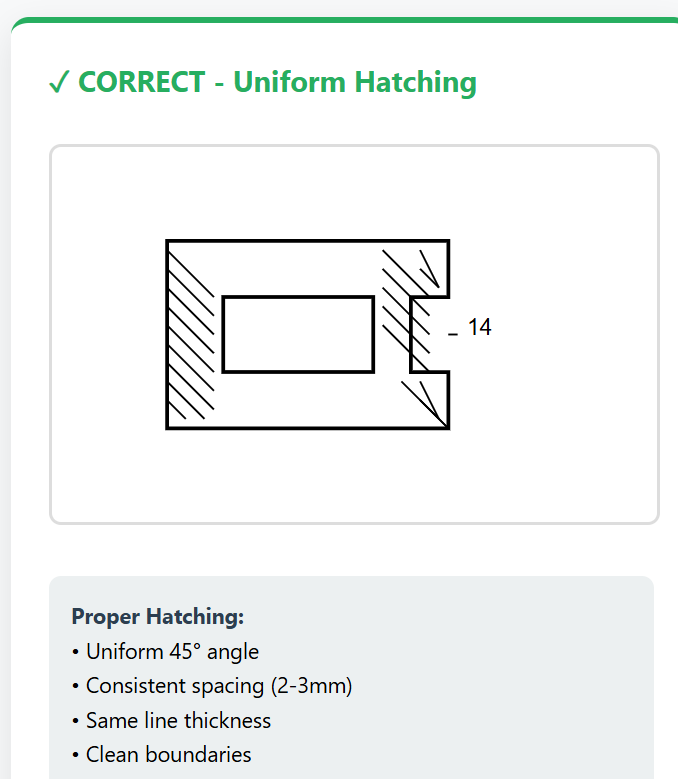 ✓ CORRECT - Uniform Hatching
14
Proper Hatching:
• Uniform 45° angle
• Consistent spacing (2-3mm)
• Same line thickness
• Clean boundaries